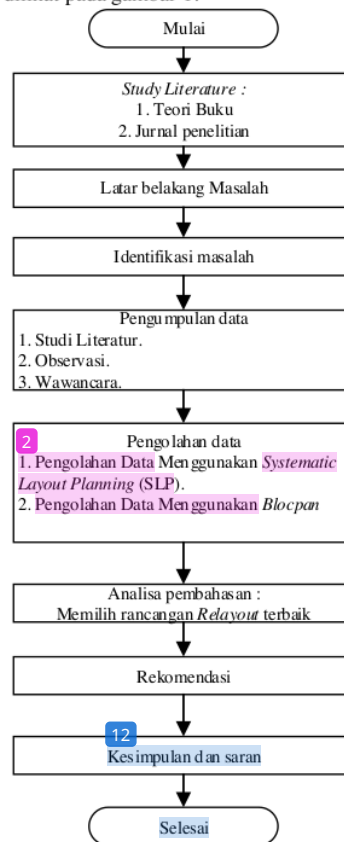 Mulai
Study Literature :
1. Teori Buku
2. Jurnal penelitian
Latar belakang Masalah
Identifikasi masalah
Pengumpulan data
1. Studi Literatur.
2. Observasi.
3. Wawancara.
2
Pengolahan data
1. Pengolahan Data Menggunakan Systematic
Layout Planning (SLP).
2. Pengolahan Data Menggunakan Blocpan
Analisa pembahasan :
Memilih rancangan Relayout terbaik
Rekomendasi
12
Kesimpulan dan saran
Selesai